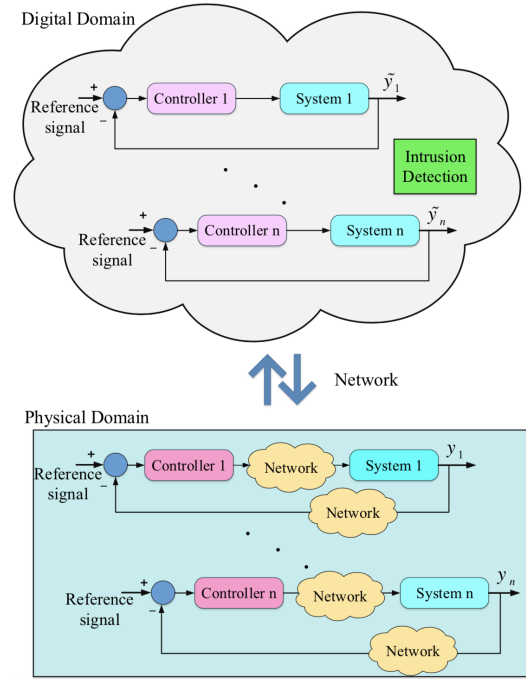 Digital Domain
+
Reference
signal
−
Controller 1
System 1
ỹ₁
Intrusion
Detection
. . .
+
Reference
signal
−
Controller n
System n
ỹₙ
Network
Physical Domain
+
Reference
signal
−
Controller 1
Network
System 1
y₁
Network
. . .
+
Reference
signal
−
Controller n
Network
System n
yₙ
Network